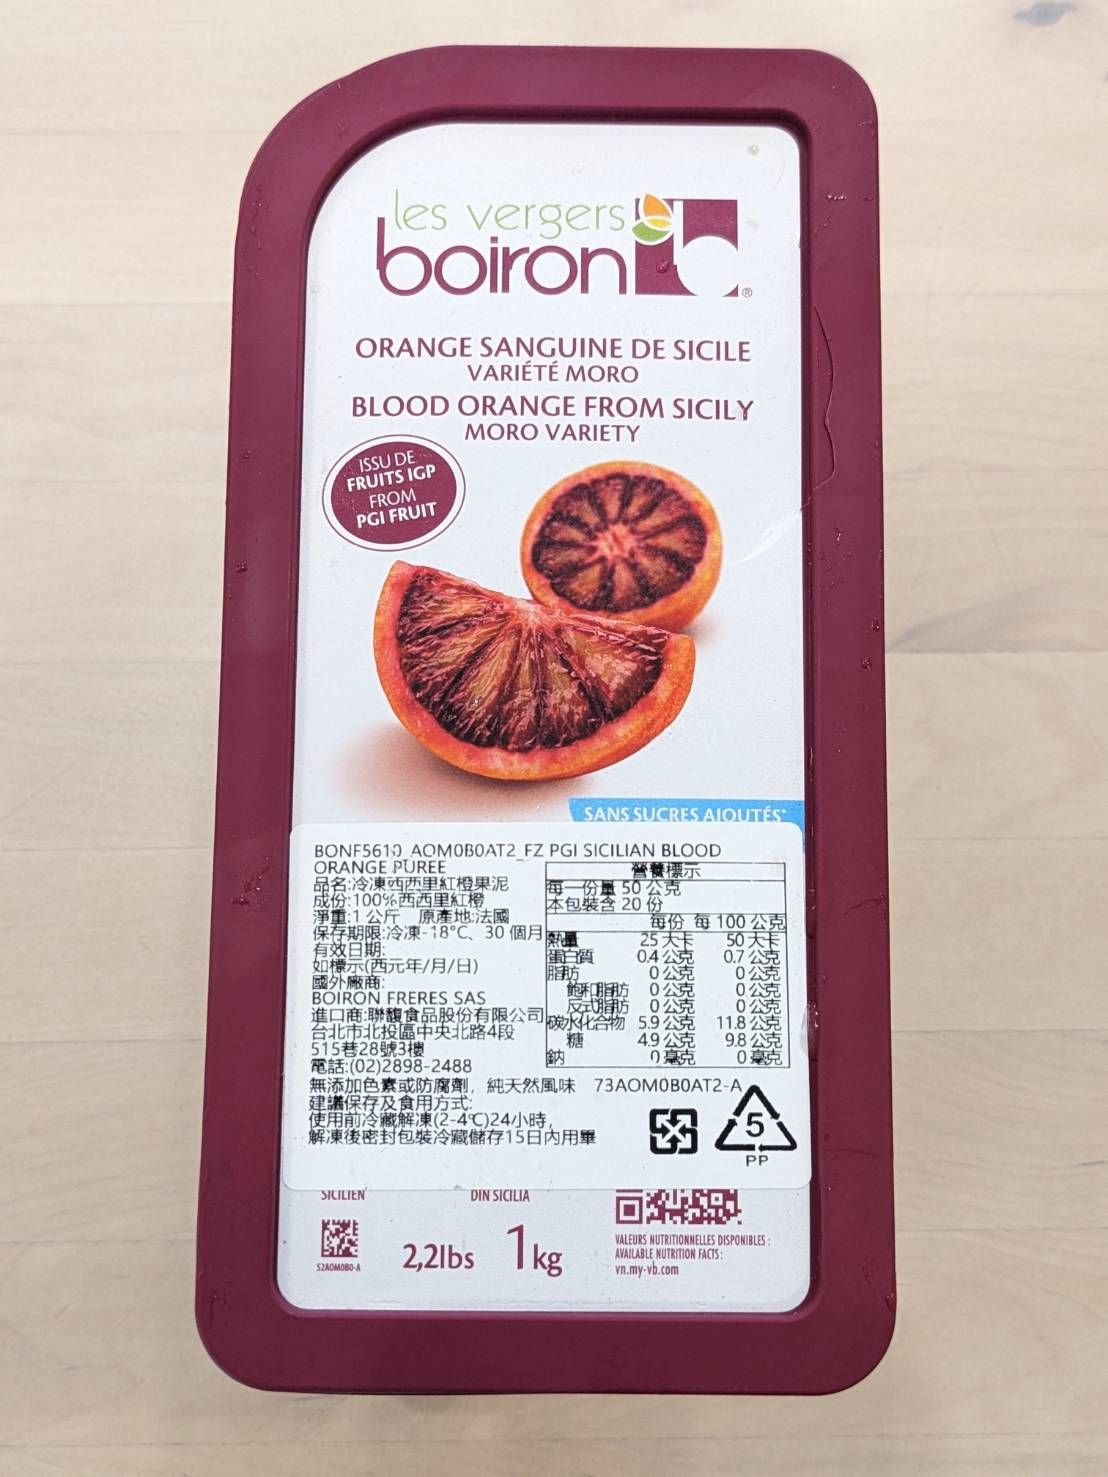 les vergers
boiron
®
ORANGE SANGUINE DE SICILE
VARIÉTÉ MORO
BLOOD ORANGE FROM SICILY
MORO VARIETY
ISSU DE
FRUITS IGP
FROM
PGI FRUIT
SANS SUCRES AJOUTÉS*
BONF5610 AOM0B0AT2 FZ PGI SICILIAN BLOOD
ORANGE PUREE
品名:冷凍西西里紅橙果泥
成份:100%西西里紅橙
淨重:1 公斤 原產地:法國
保存期限:冷凍-18°C、30 個月
有效日期:
如標示(西元年/月/日)
國外廠商:
BOIRON FRERES SAS
進口商:聯馥食品股份有限公司
台北市北投區中央北路4段
515巷28號3樓
電話:(02)2898-2488
營養標示
每一份量 50 公克
本包裝含 20 份
每份 每 100 公克
熱量 25 大卡 50 大卡
蛋白質 0.4 公克 0.7 公克
脂肪 0 公克 0 公克
飽和脂肪 0 公克 0 公克
反式脂肪 0 公克 0 公克
碳水化合物 5.9 公克 11.8 公克
糖 4.9 公克 9.8 公克
鈉 0 毫克 0 毫克
無添加色素或防腐劑，純天然風味 73AOM0B0AT2-A
建議保存及食用方式:
使用前冷藏解凍(2-4°C)24小時，
解凍後密封包裝冷藏儲存15日內用畢
5
PP
SICILIEN
DIN SICILIA
S2AOM0B0-A
2,2lbs 1kg
VALEURS NUTRITIONNELLES DISPONIBLES :
AVAILABLE NUTRITION FACTS:
vn.my-vb.com